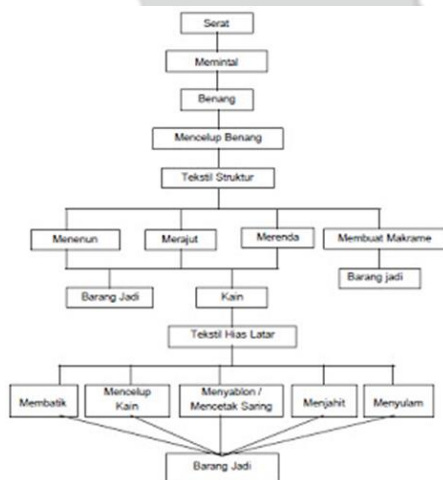 Serat
Memintal
Benang
Mencelup Benang
Tekstil Struktur
Menenun
Merajut
Merenda
Membuat Makrame
Barang Jadi
Kain
Barang jadi
Tekstil Hias Latar
Membatik
Mencelup
Kain
Menyablon /
Mencetak Saring
Menjahit
Menyulam
Barang Jadi